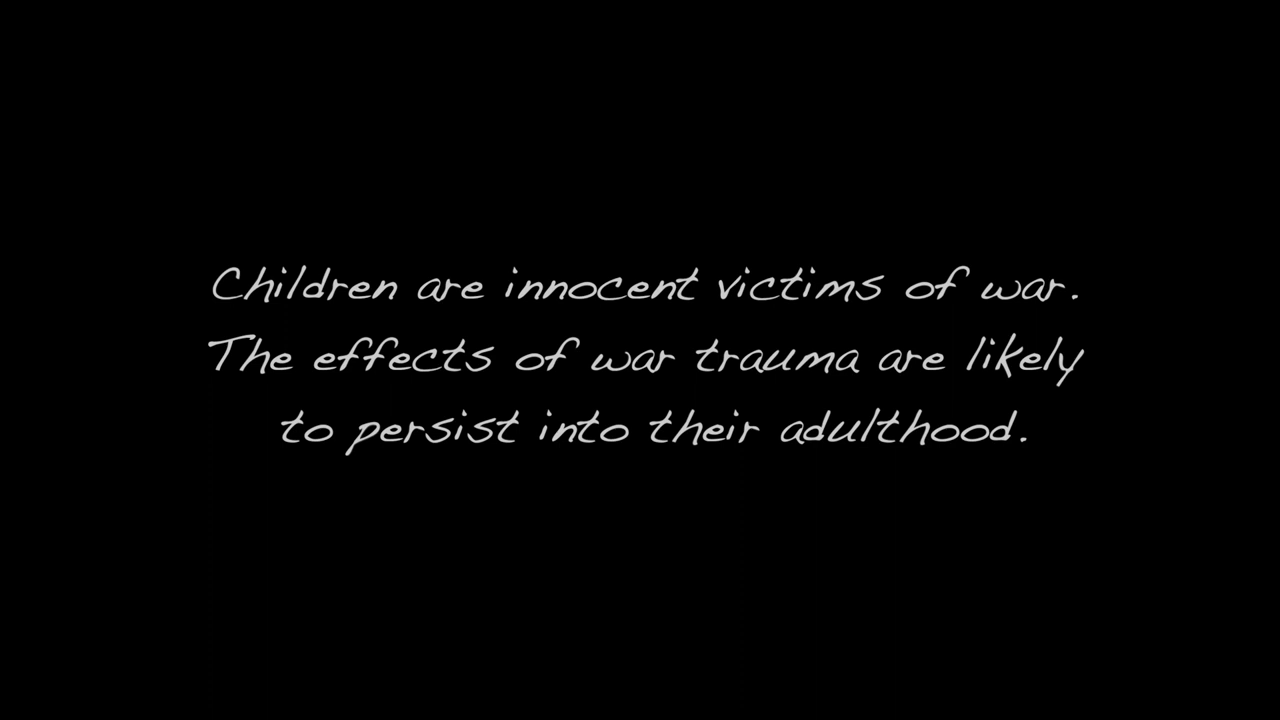 Children are innocent victims of war.
The effects of war trauma are likely
to persist into their adulthood.